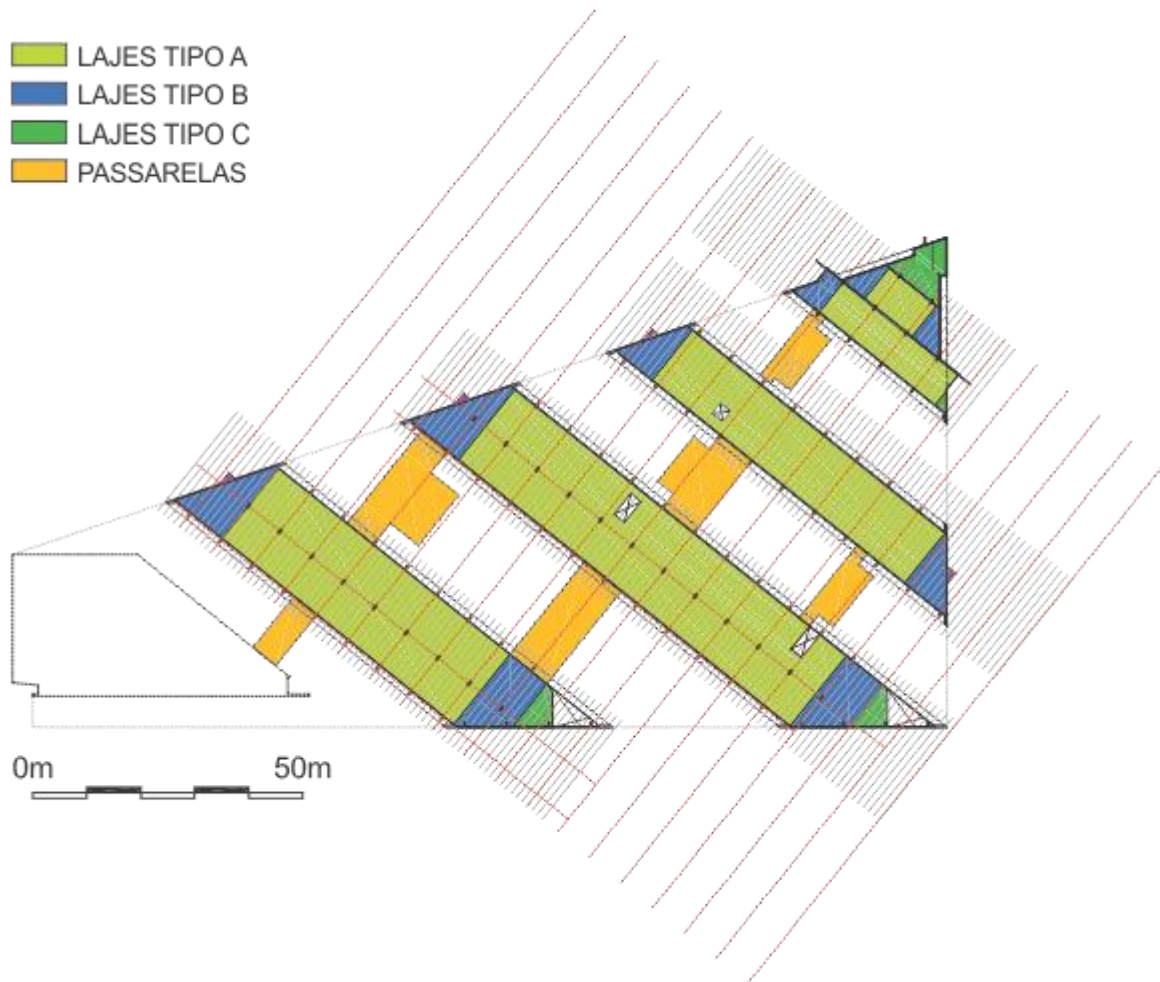 LAJES TIPO A
LAJES TIPO B
LAJES TIPO C
PASSARELAS
0m 50m